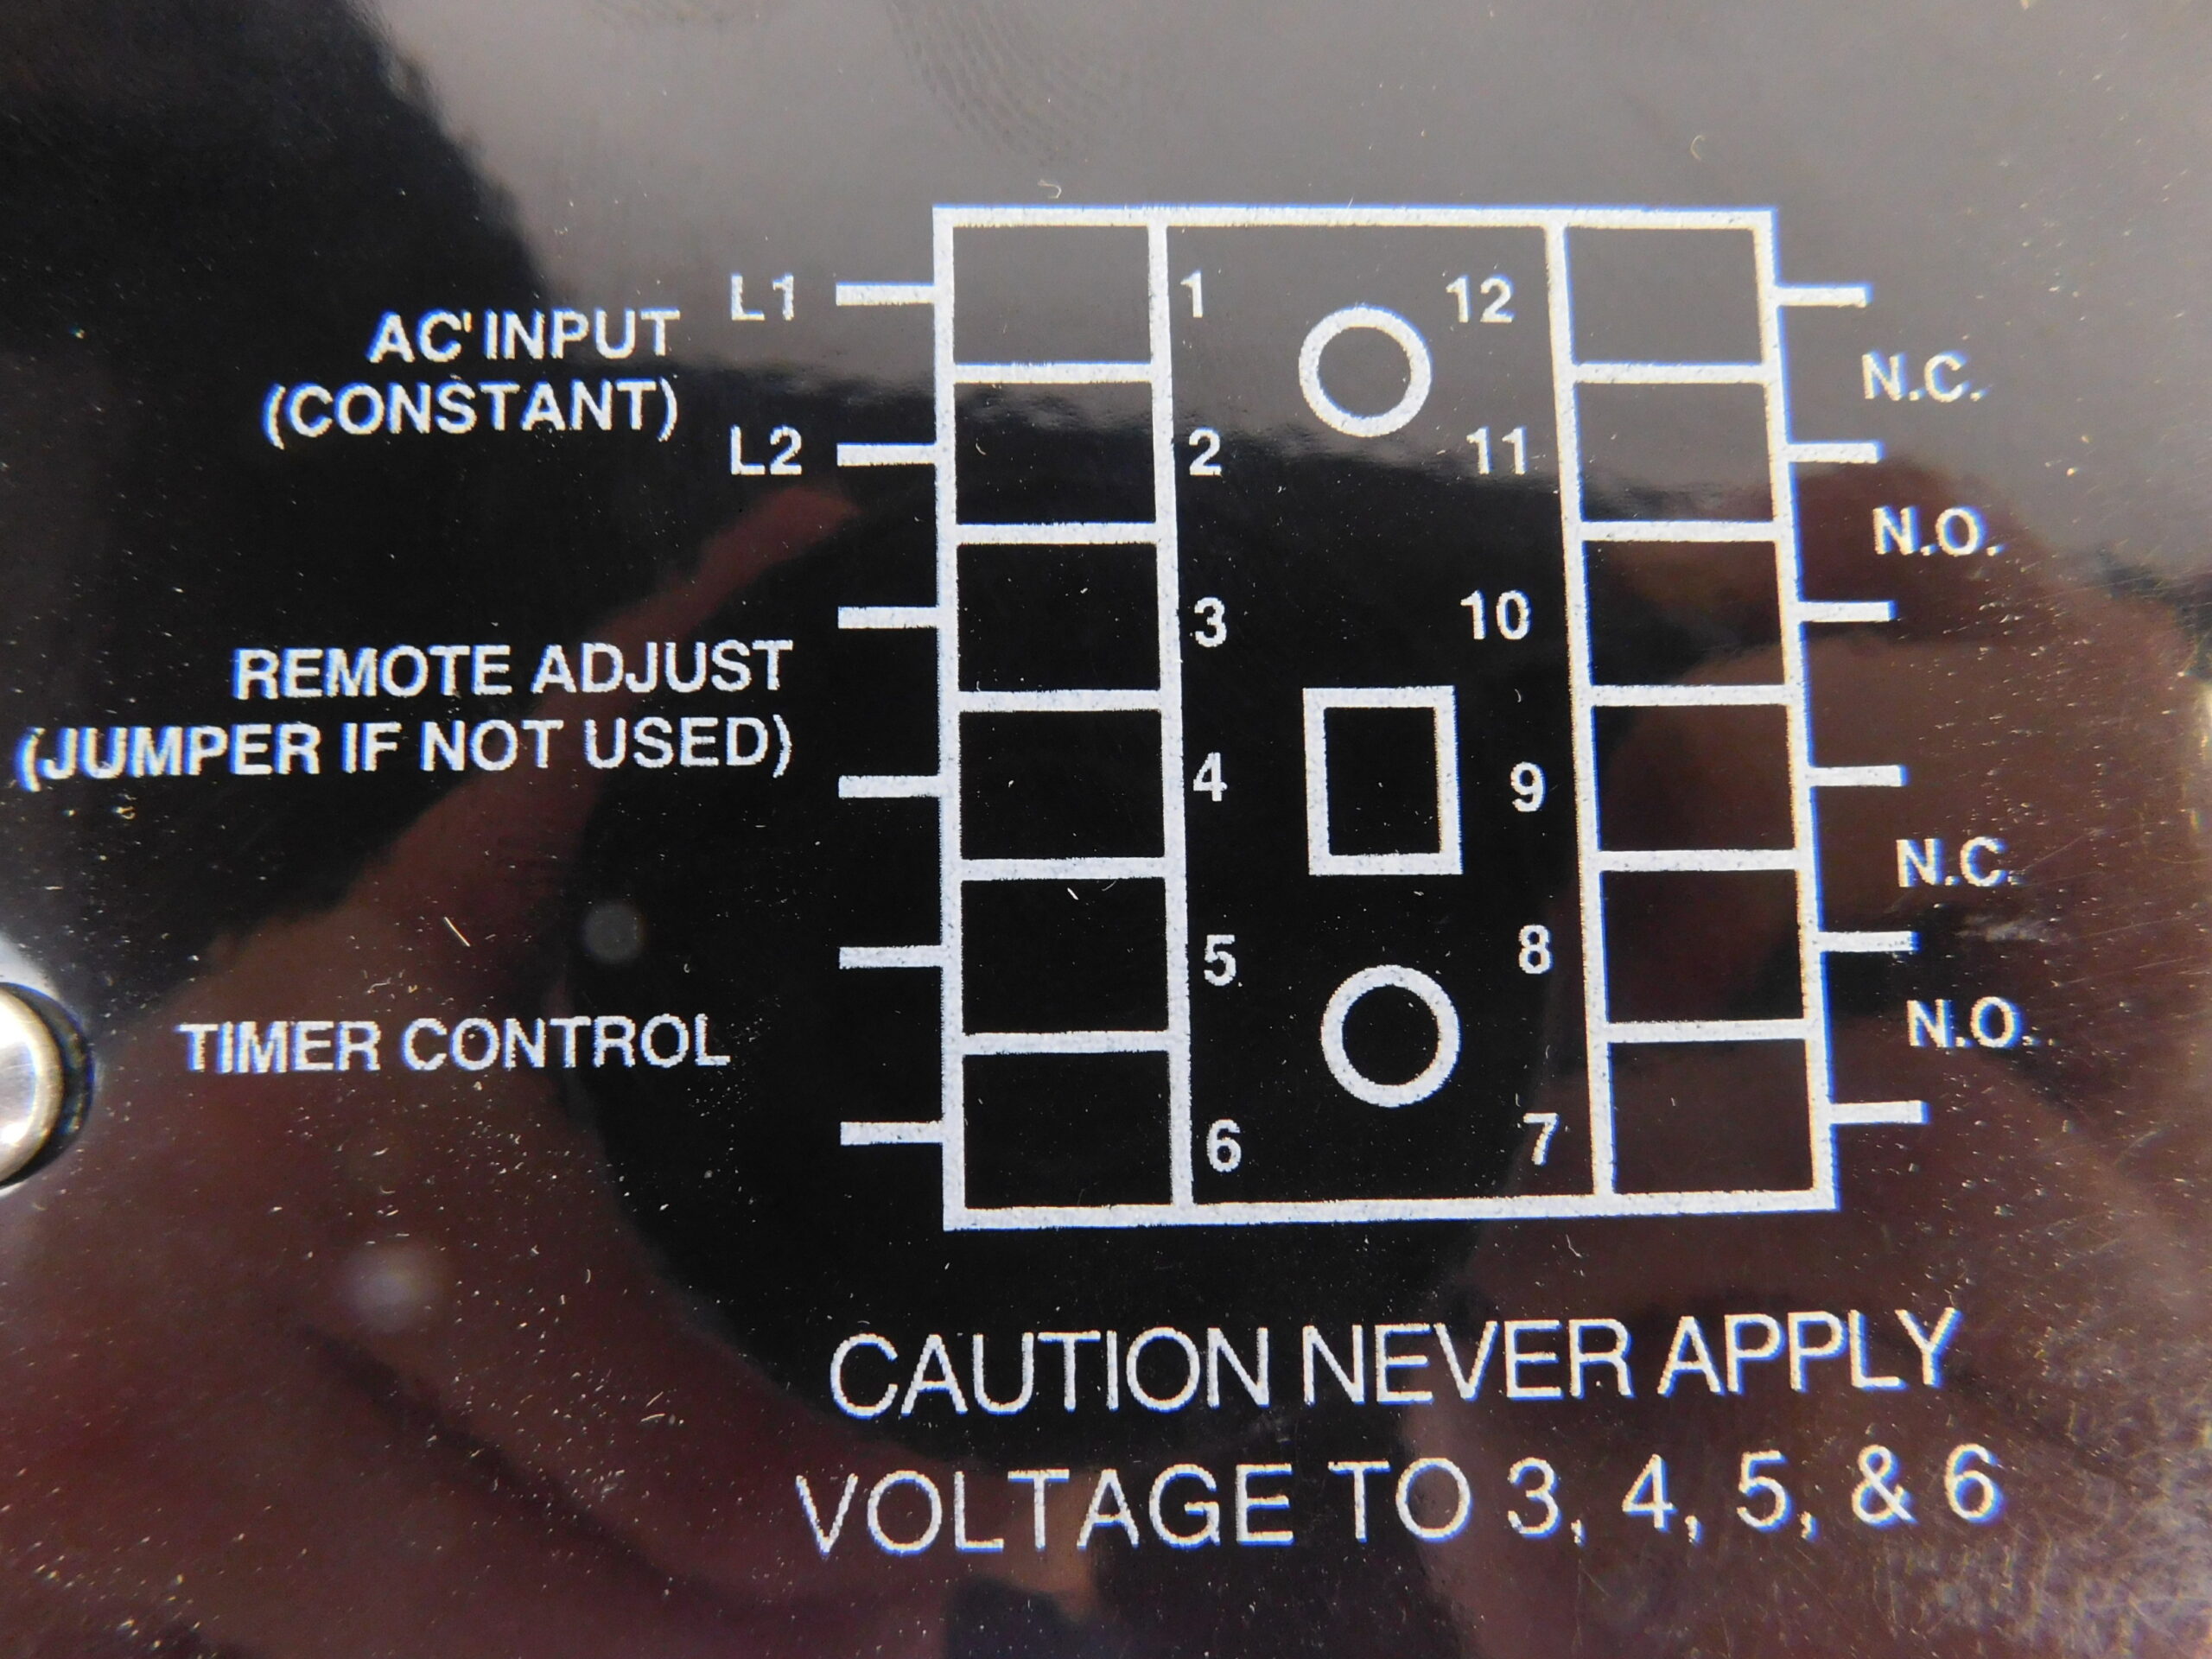 L1 1 12
AC INPUT
(CONSTANT)
N.C.
L2 2 11
N.O.
3 10
REMOTE ADJUST
(JUMPER IF NOT USED)
4 9
N.C.
5 8
TIMER CONTROL
N.O.
6 7
CAUTION NEVER APPLY
VOLTAGE TO 3, 4, 5, & 6